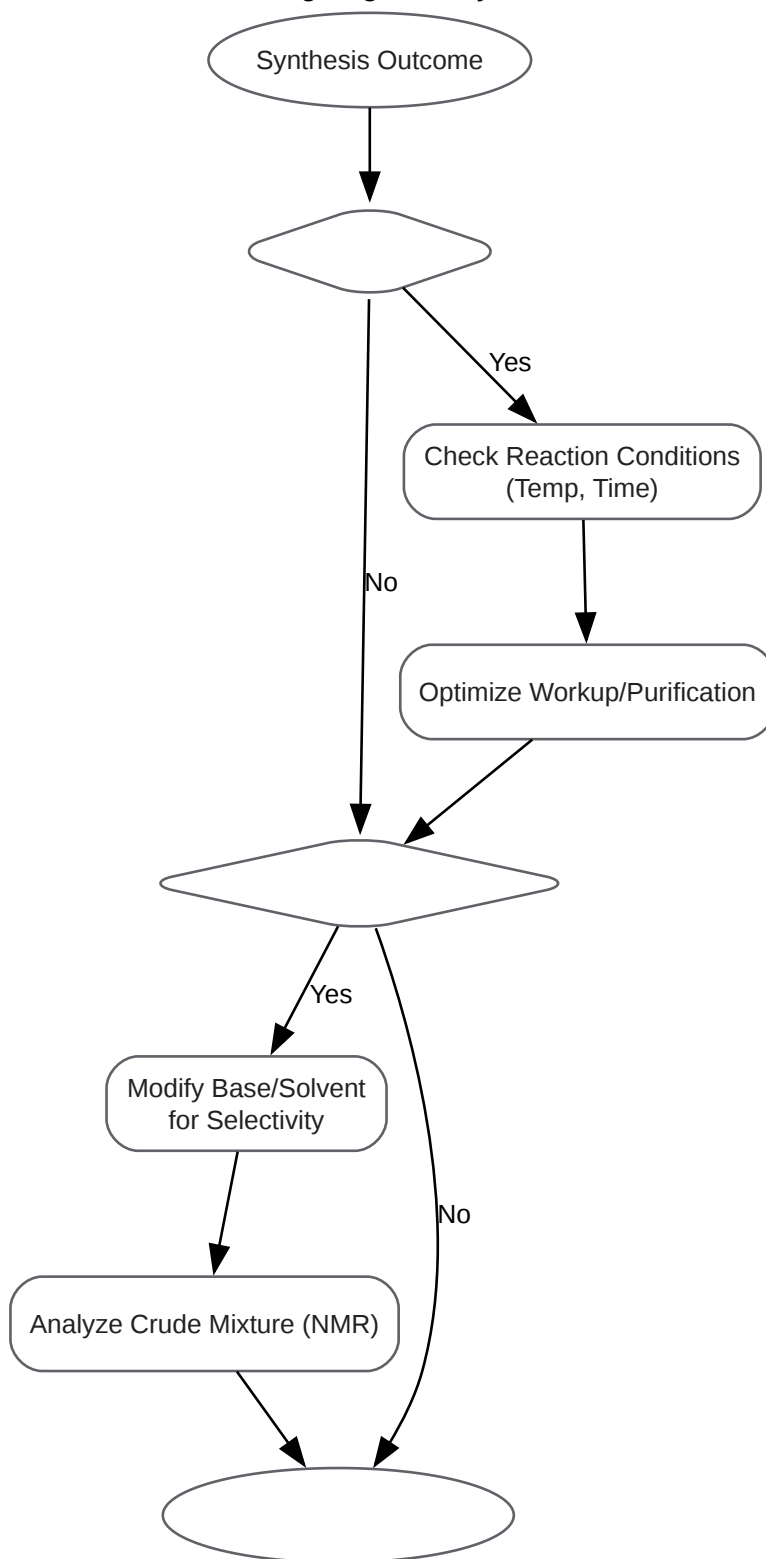 Synthesis Outcome
Yes
Check Reaction Conditions
(Temp, Time)
No
Optimize Workup/Purification
Yes
Modify Base/Solvent
for Selectivity
No
Analyze Crude Mixture (NMR)